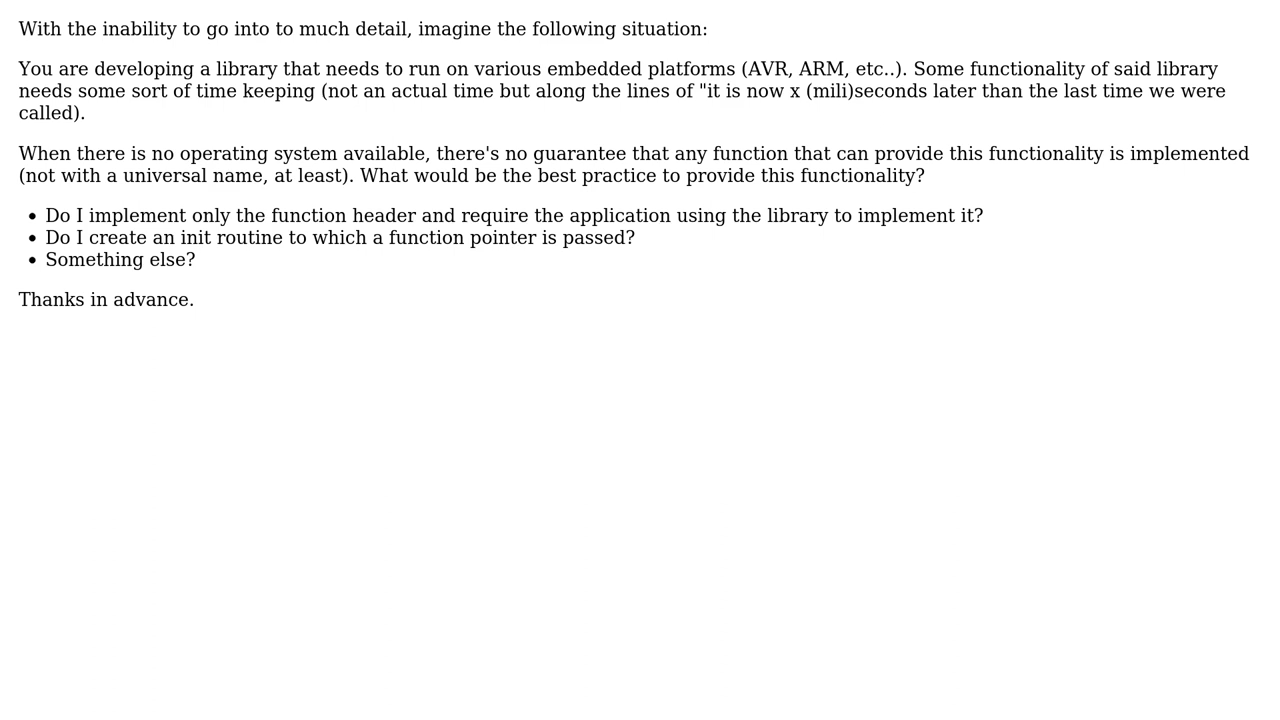 With the inability to go into to much detail, imagine the following situation:
You are developing a library that needs to run on various embedded platforms (AVR, ARM, etc..). Some functionality of said library
needs some sort of time keeping (not an actual time but along the lines of "it is now x (mili)seconds later than the last time we were
called).
When there is no operating system available, there's no guarantee that any function that can provide this functionality is implemented
(not with a universal name, at least). What would be the best practice to provide this functionality?
• Do I implement only the function header and require the application using the library to implement it?
• Do I create an init routine to which a function pointer is passed?
• Something else?
Thanks in advance.